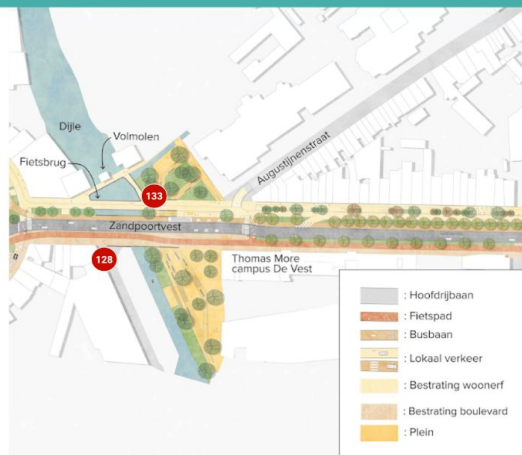 Dijle
Volmolen
Fietsbrug
133
Augustijnenstraat
Zandpoortvest
128
Thomas More
campus De Vest
: Hoofdrijbaan
: Fietspad
: Busbaan
: Lokaal verkeer
: Bestrating woonerf
: Bestrating boulevard
: Plein